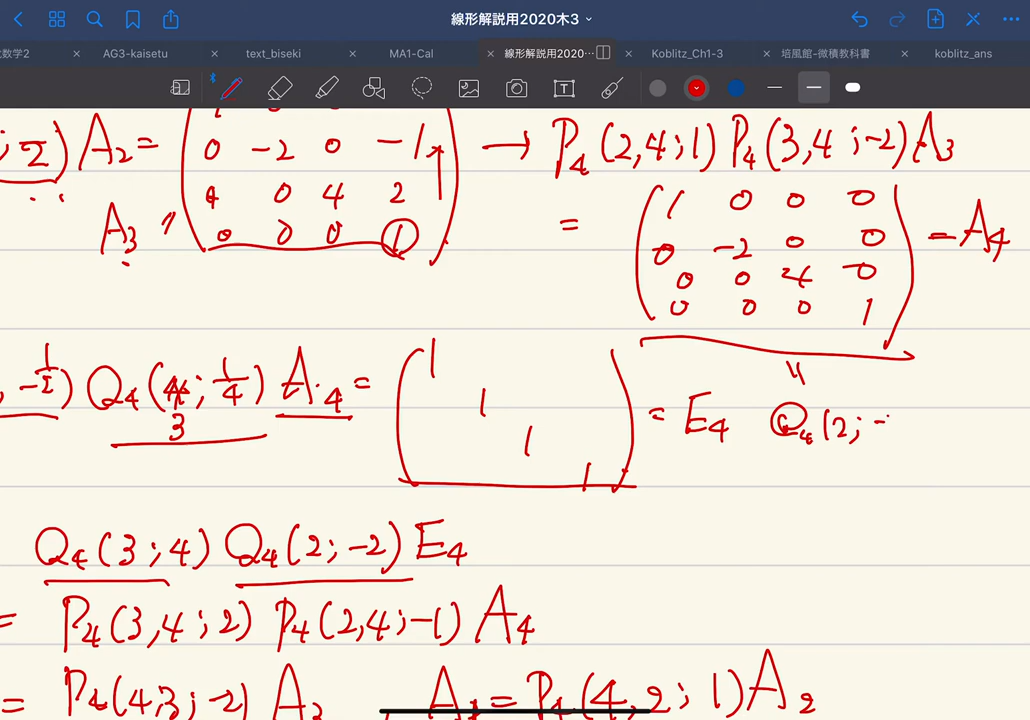 線形解説用2020木3
数学2 × AG3-kaisetu × text_biseki × MA1-Cal × 線形解説用2020… × Koblitz_Ch1-3 × 培風館-微積教科書 × koblitz_ans
; 2) A₂ =
0 -2 0 -1
0 0 4 2
0 0 0 1
A₃ "
→ P₄(2,4;1) P₄(3,4;-2) A₃
=
1 0 0 0
0 -2 0 0
0 0 4 0
0 0 0 1
= A₄
"
-1/2) Q₄(3; 1/4) A₄ =
1
1
1
1
= E₄ Q₄(2; -
Q₄(3;4) Q₄(2;-2) E₄
= P₄(3,4;2) P₄(2,4;-1) A₄
= P₄(4,3;-2) A₃
= P₄(4,2;1) A₂